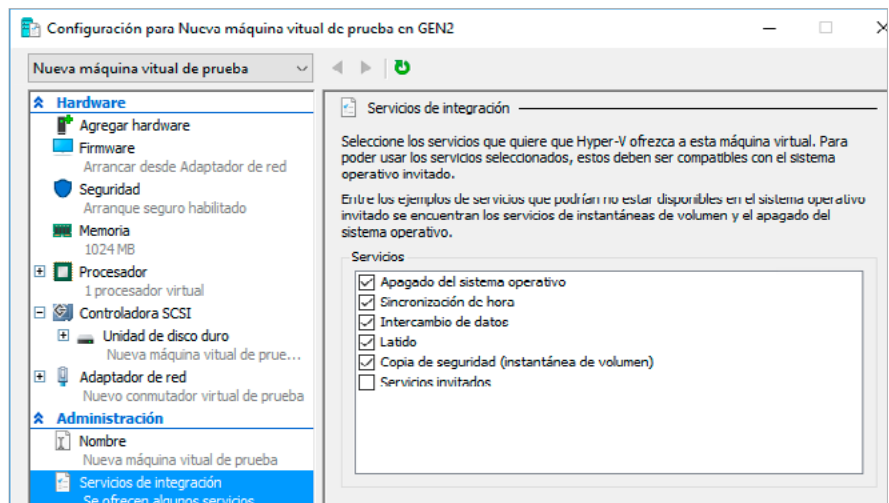 Configuración para Nueva máquina vitual de prueba en GEN2
Nueva máquina vitual de prueba
Hardware
Agregar hardware
Firmware
Arrancar desde Adaptador de red
Seguridad
Arranque seguro habilitado
Memoria
1024 MB
Procesador
1 procesador virtual
Controladora SCSI
Unidad de disco duro
Nueva máquina vitual de prue...
Adaptador de red
Nuevo conmutador virtual de prueba
Administración
Nombre
Nueva máquina vitual de prueba
Servicios de integración
Se ofrecen algunos servicios
Servicios de integración
Seleccione los servicios que quiere que Hyper-V ofrezca a esta máquina virtual. Para
poder usar los servicios seleccionados, estos deben ser compatibles con el sistema
operativo invitado.
Entre los ejemplos de servicios que podrían no estar disponibles en el sistema operativo
invitado se encuentran los servicios de instantáneas de volumen y el apagado del
sistema operativo.
Servicios
Apagado del sistema operativo
Sincronización de hora
Intercambio de datos
Latido
Copia de seguridad (instantánea de volumen)
Servicios invitados